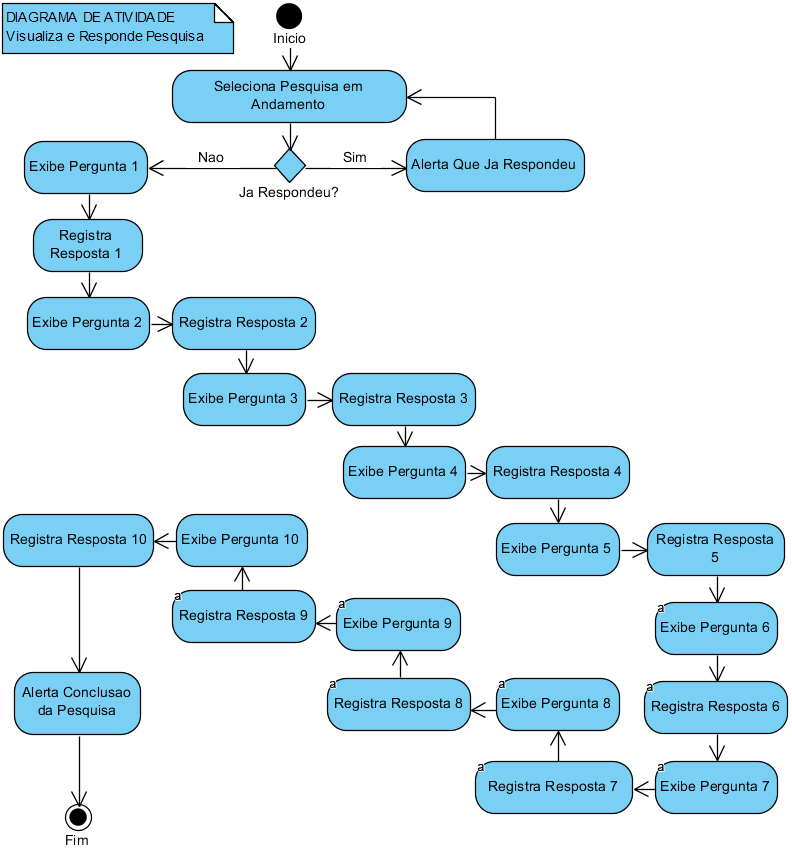 DIAGRAMA DE ATIVIDADE
Visualiza e Responde Pesquisa
Inicio
Seleciona Pesquisa em
Andamento
Nao
Sim
Exibe Pergunta 1
Alerta Que Ja Respondeu
Ja Respondeu?
Registra
Resposta 1
Exibe Pergunta 2
Registra Resposta 2
Exibe Pergunta 3
Registra Resposta 3
Exibe Pergunta 4
Registra Resposta 4
Exibe Pergunta 5
Registra Resposta
5
a
Exibe Pergunta 6
a
Registra Resposta 6
a
Exibe Pergunta 7
a
Registra Resposta 7
a
Exibe Pergunta 8
a
Registra Resposta 8
a
Exibe Pergunta 9
a
Registra Resposta 9
Exibe Pergunta 10
Registra Resposta 10
Alerta Conclusao
da Pesquisa
Fim